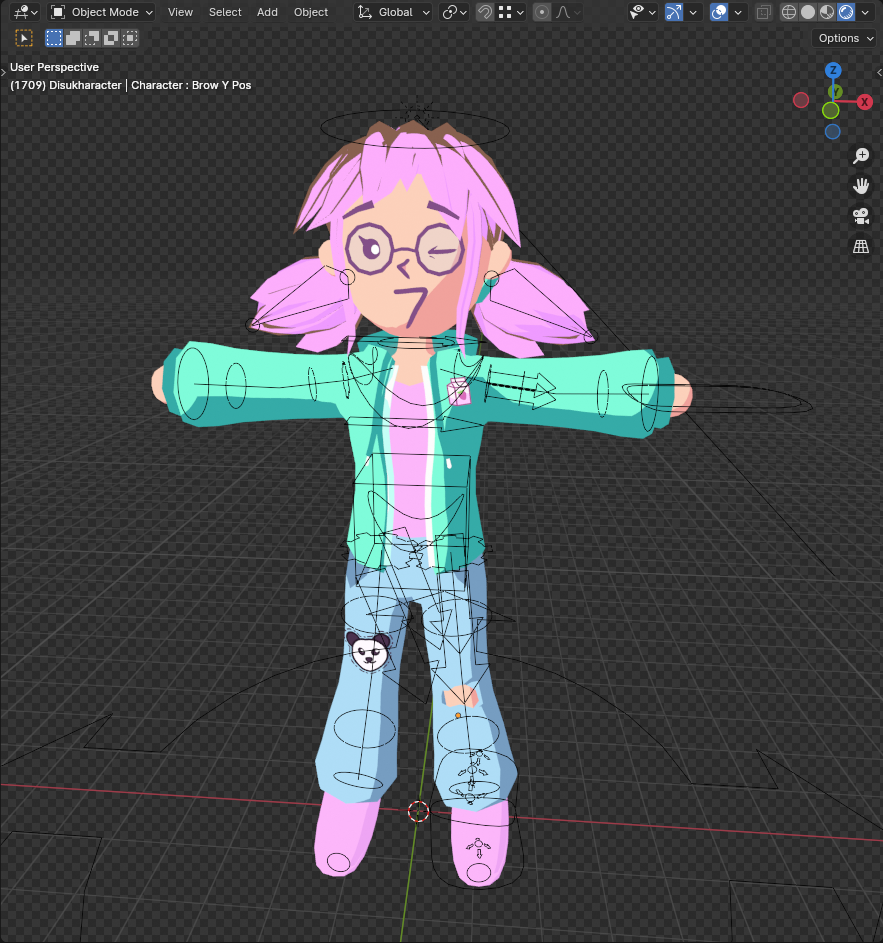 Object Mode View Select Add Object Global
Options
User Perspective
(1709) Disukharacter | Character : Brow Y Pos
Z
Y
X